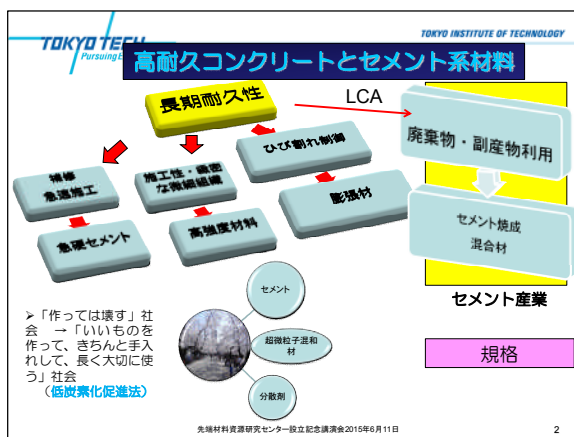 TOKYO TECH
Pursuing
TOKYO INSTITUTE OF TECHNOLOGY
高耐久コンクリートとセメント系材料
長期耐久性
LCA
廃棄物・副産物利用
ひび割れ制御
補修
急速施工
施工性・緻密
な微細組織
膨張材
急硬セメント
高強度材料
セメント焼成
混合材
セメント産業
セメント
超微粒子混和
材
分散剤
➢「作っては壊す」社
会 →「いいものを
作って、きちんと手入
れして、長く大切に使
う」社会
(低炭素化促進法)
規格
先端材料資源研究センター設立記念講演会2015年6月11日
2